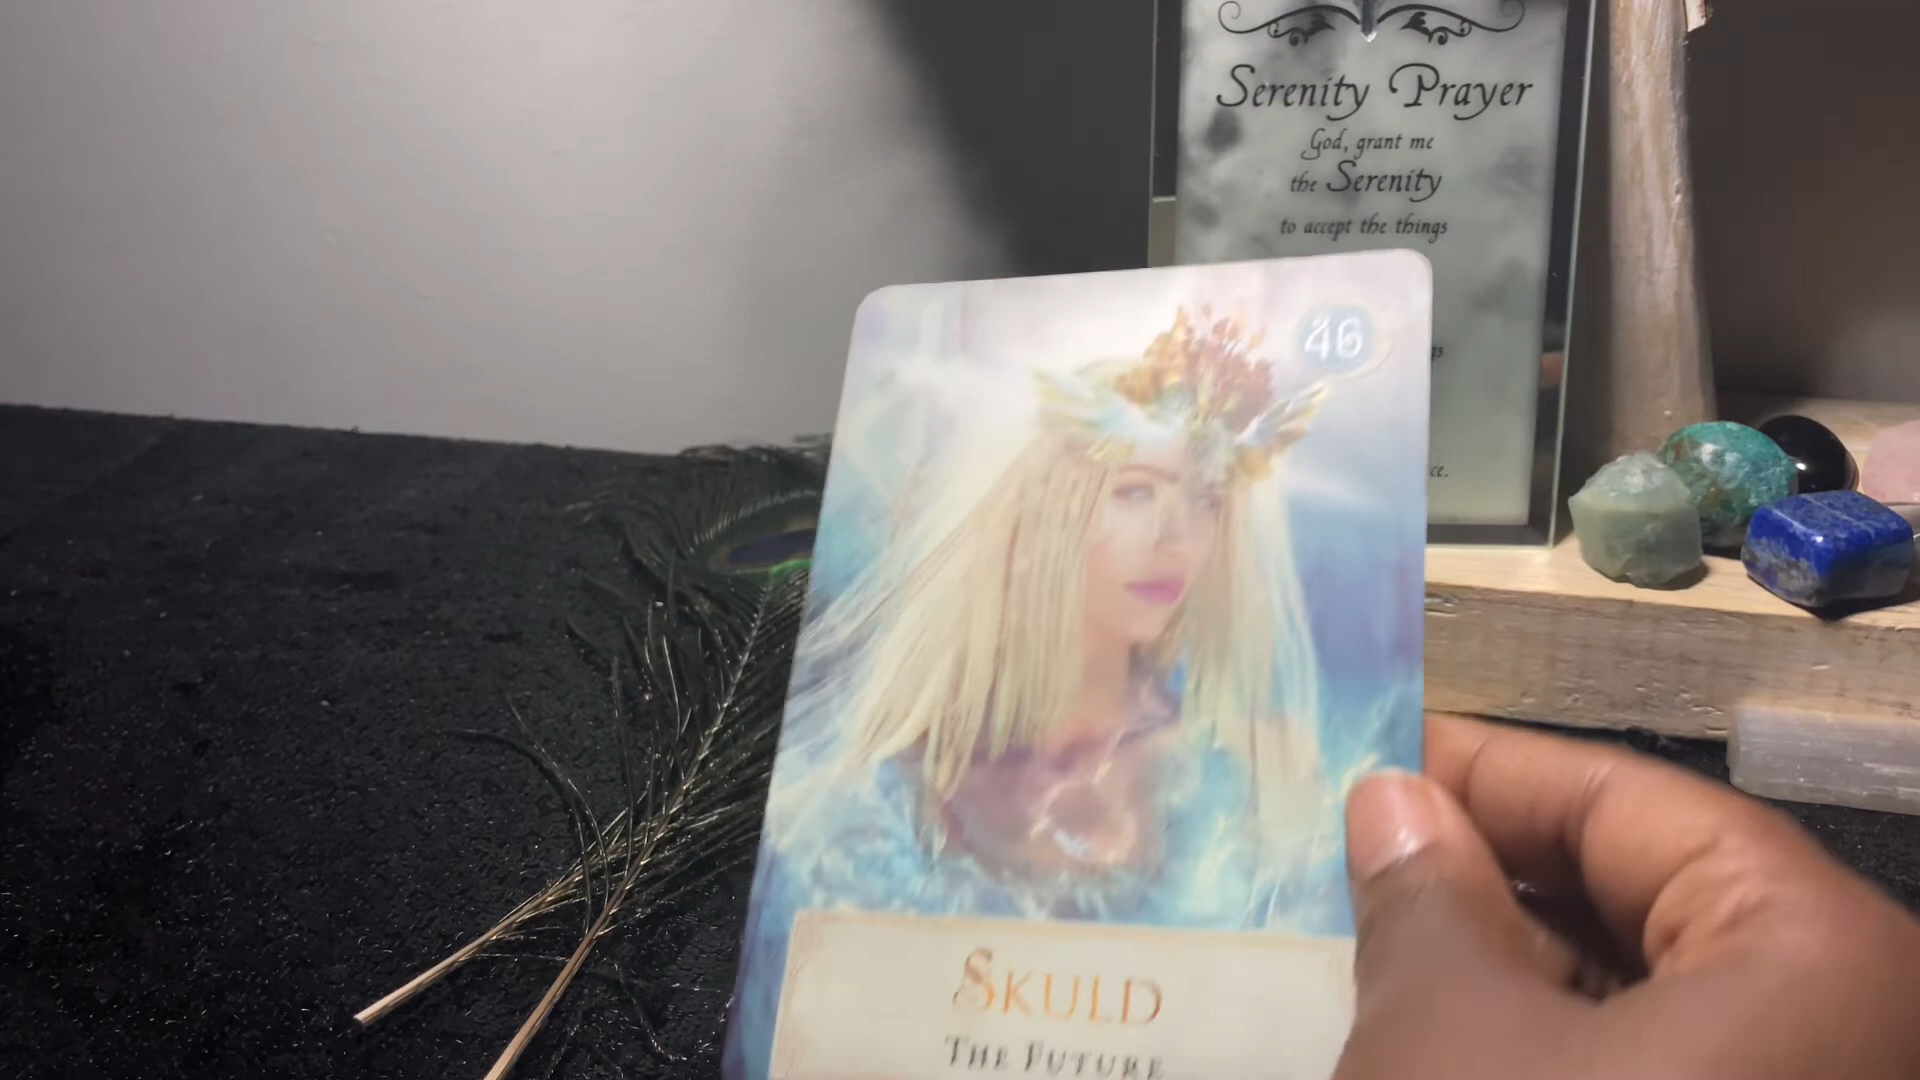 Serenity Prayer
God, grant me
the Serenity
to accept the things
46
SKULD
THE FUTURE